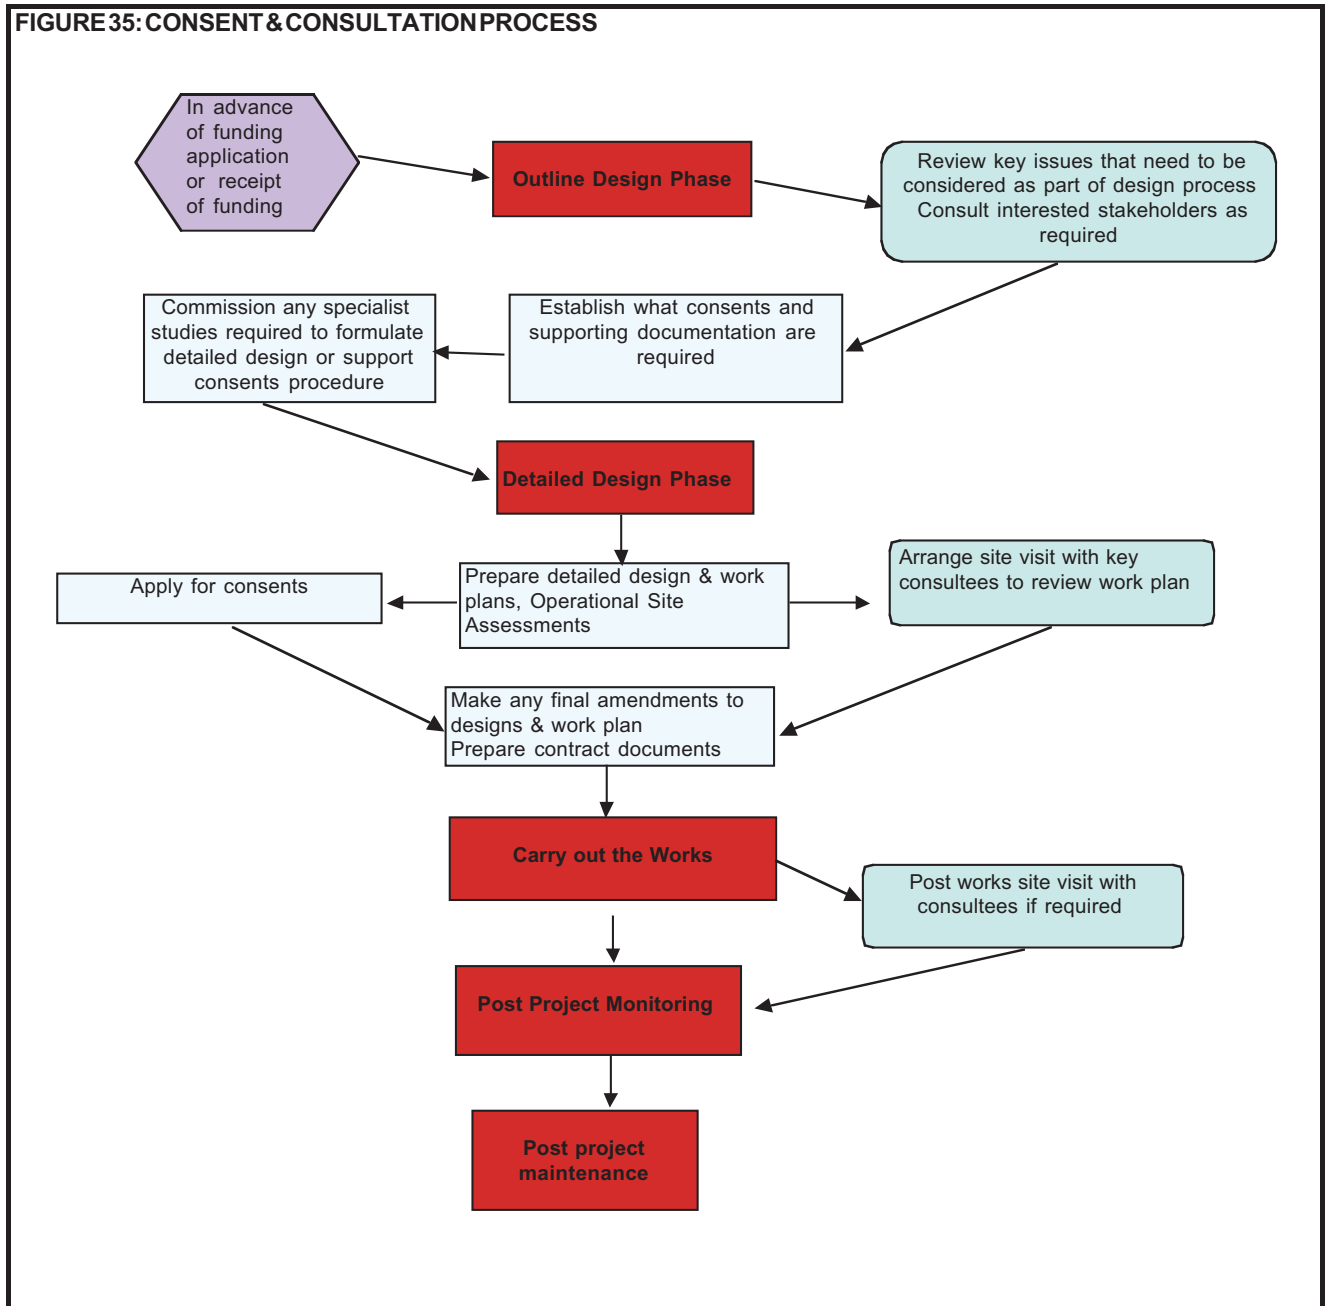 FIGURE 35: CONSENT & CONSULTATION PROCESS
In advance
of funding
application
or receipt
of funding
Outline Design Phase
Review key issues that need to be
considered as part of design process
Consult interested stakeholders as
required
Commission any specialist
studies required to formulate
detailed design or support
consents procedure
Establish what consents and
supporting documentation are
required
Detailed Design Phase
Apply for consents
Prepare detailed design & work
plans, Operational Site
Assessments
Arrange site visit with key
consultees to review work plan
Make any final amendments to
designs & work plan
Prepare contract documents
Carry out the Works
Post works site visit with
consultees if required
Post Project Monitoring
Post project
maintenance